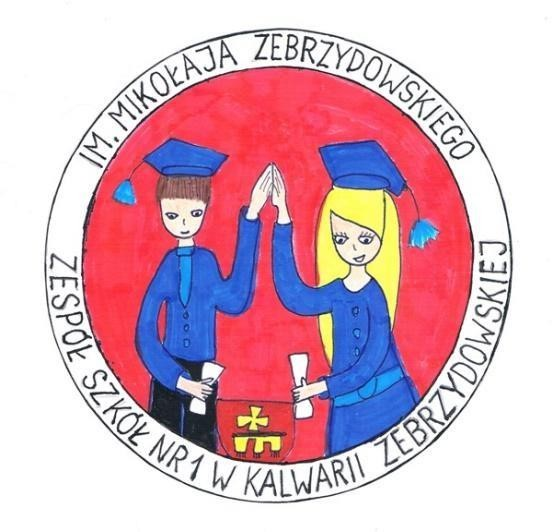 IM. MIKOŁAJA ZEBRZYDOWSKIEGO
ZESPÓŁ SZKÓŁ NR 1 W KALWARII ZEBRZYDOWSKIEJ